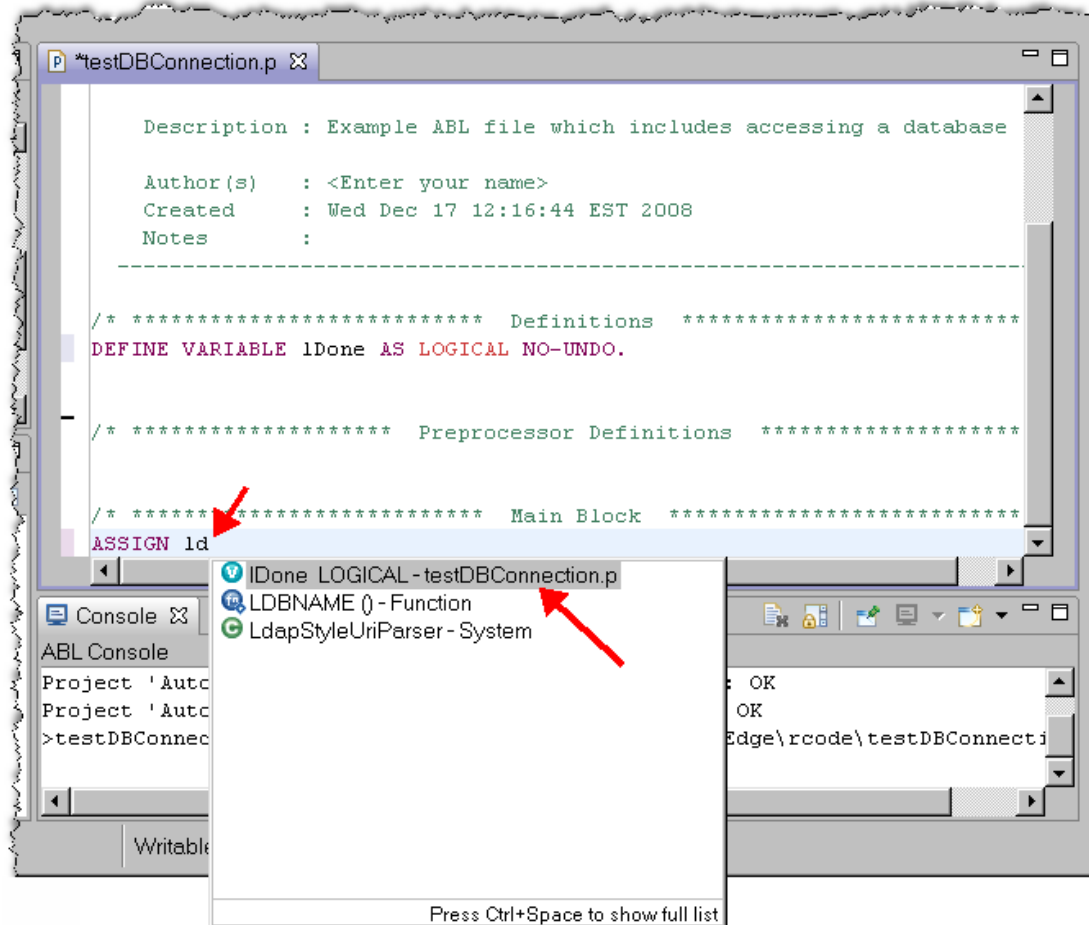 *testDBConnection.p
Description : Example ABL file which includes accessing a database
Author(s) : <Enter your name>
Created : Wed Dec 17 12:16:44 EST 2008
Notes :
--------------------------------------------------------------------
/* *************************** Definitions **************************
DEFINE VARIABLE lDone AS LOGICAL NO-UNDO.
/* ******************** Preprocessor Definitions ********************
/* *************************** Main Block ***************************
ASSIGN ld
lDone LOGICAL - testDBConnection.p
LDBNAME () - Function
LdapStyleUriParser - System
Press Ctrl+Space to show full list
Console
ABL Console
Project 'Auto : OK
Project 'Auto OK
>testDBConnec Edge\rcode\testDBConnecti
Writable